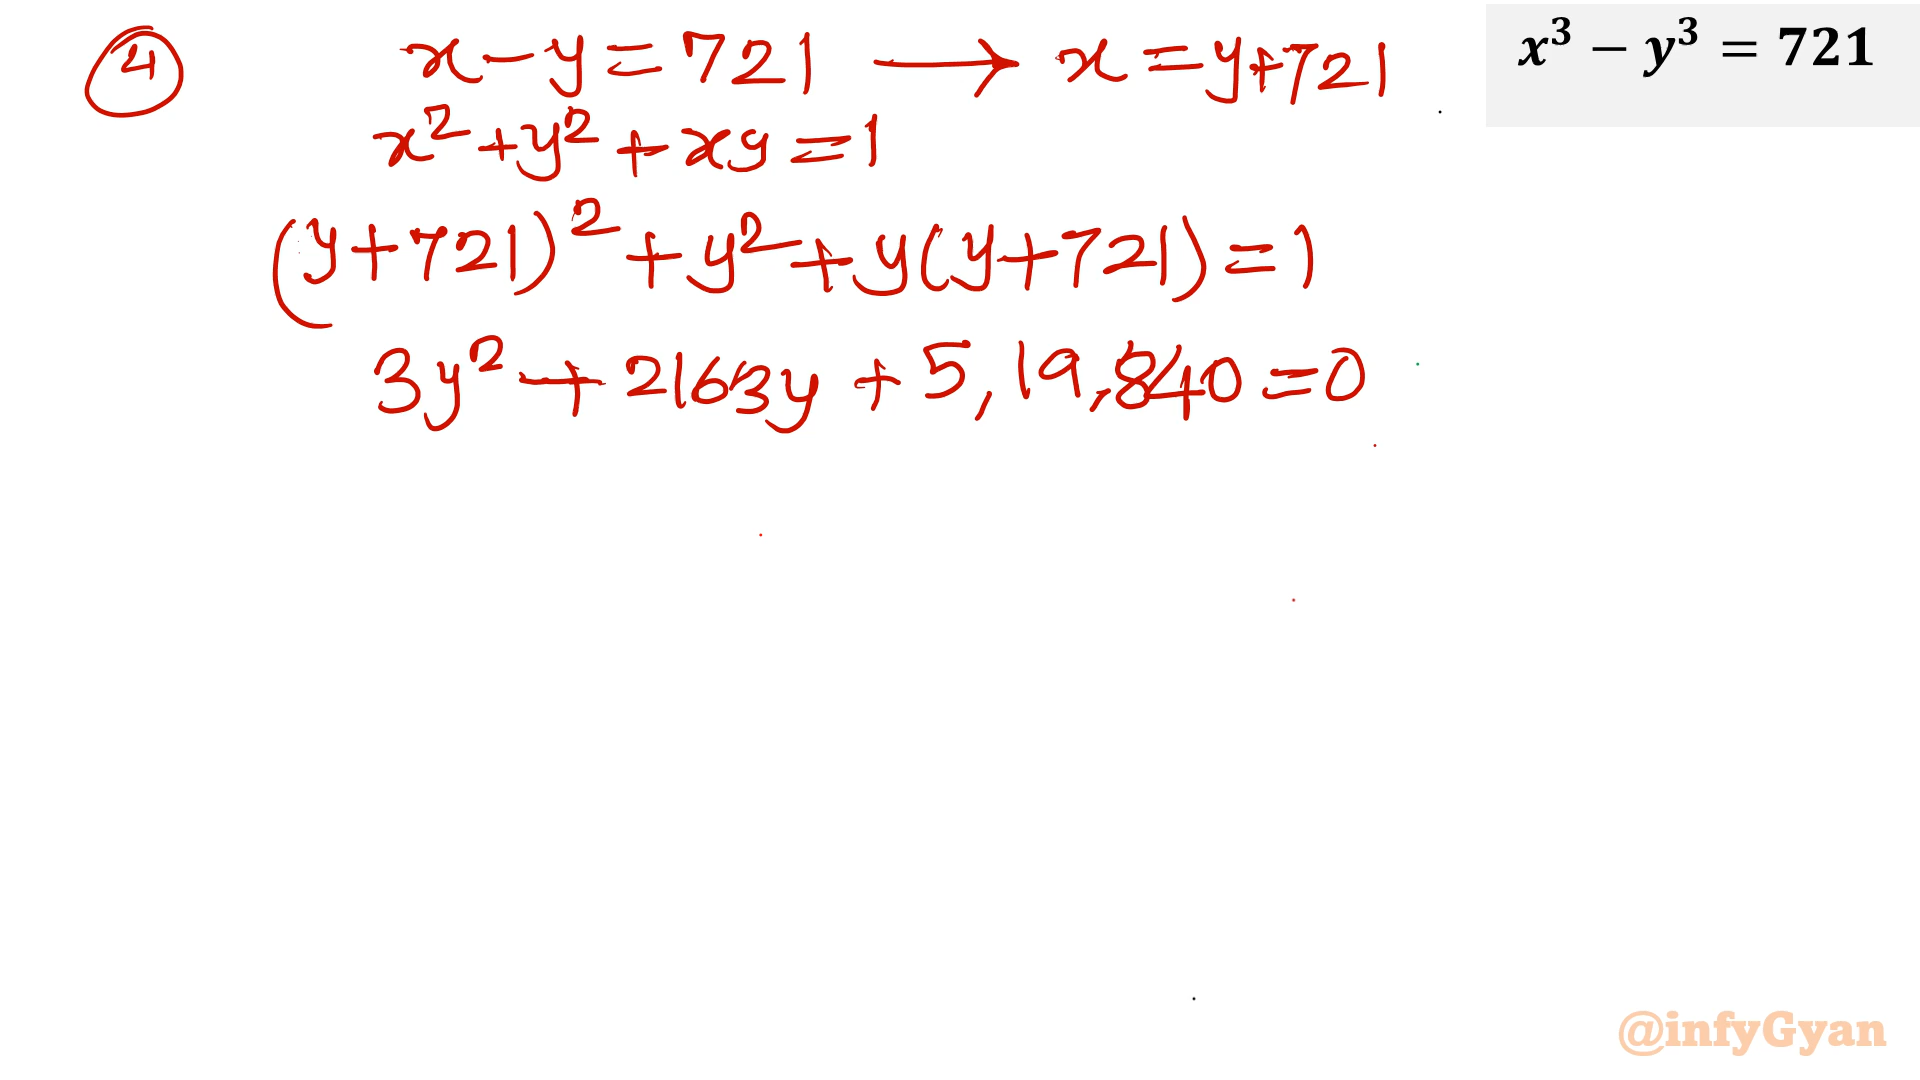 ④ x - y = 721 → x = y + 721
x³ − y³ = 721
x² + y² + xy = 1
(y + 721)² + y² + y(y + 721) = 1
3y² + 2163y + 5,19,840 = 0
@infyGyan